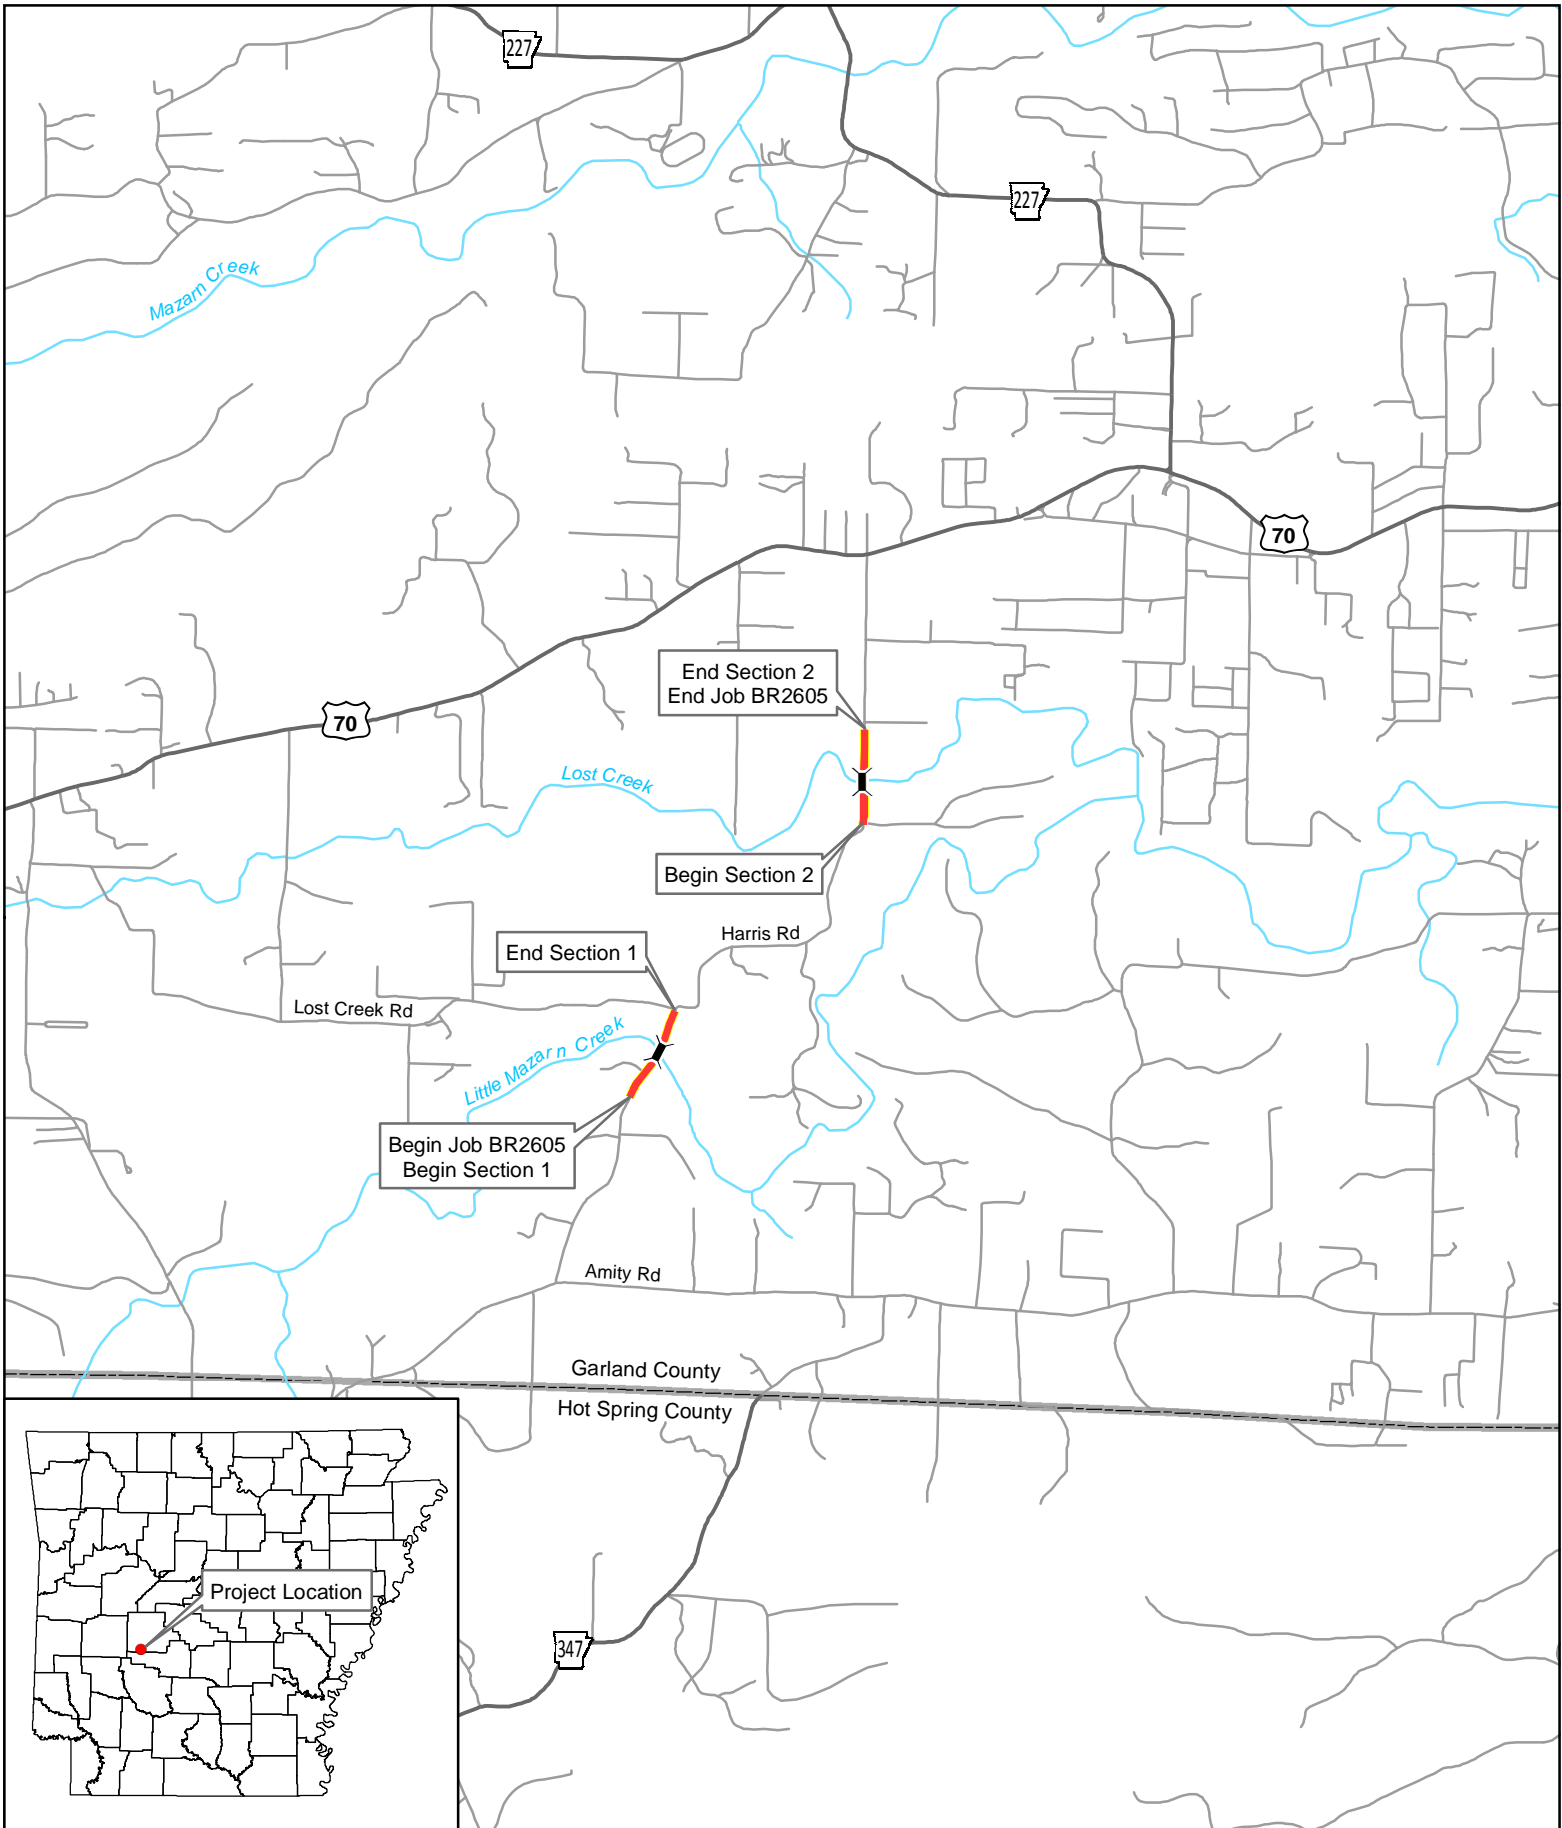 227
227
Mazarn Creek
70
End Section 2
End Job BR2605
70
Lost Creek
Begin Section 2
Harris Rd
End Section 1
Lost Creek Rd
Little Mazarn Creek
Begin Job BR2605
Begin Section 1
Amity Rd
Garland County
Hot Spring County
Project Location
347